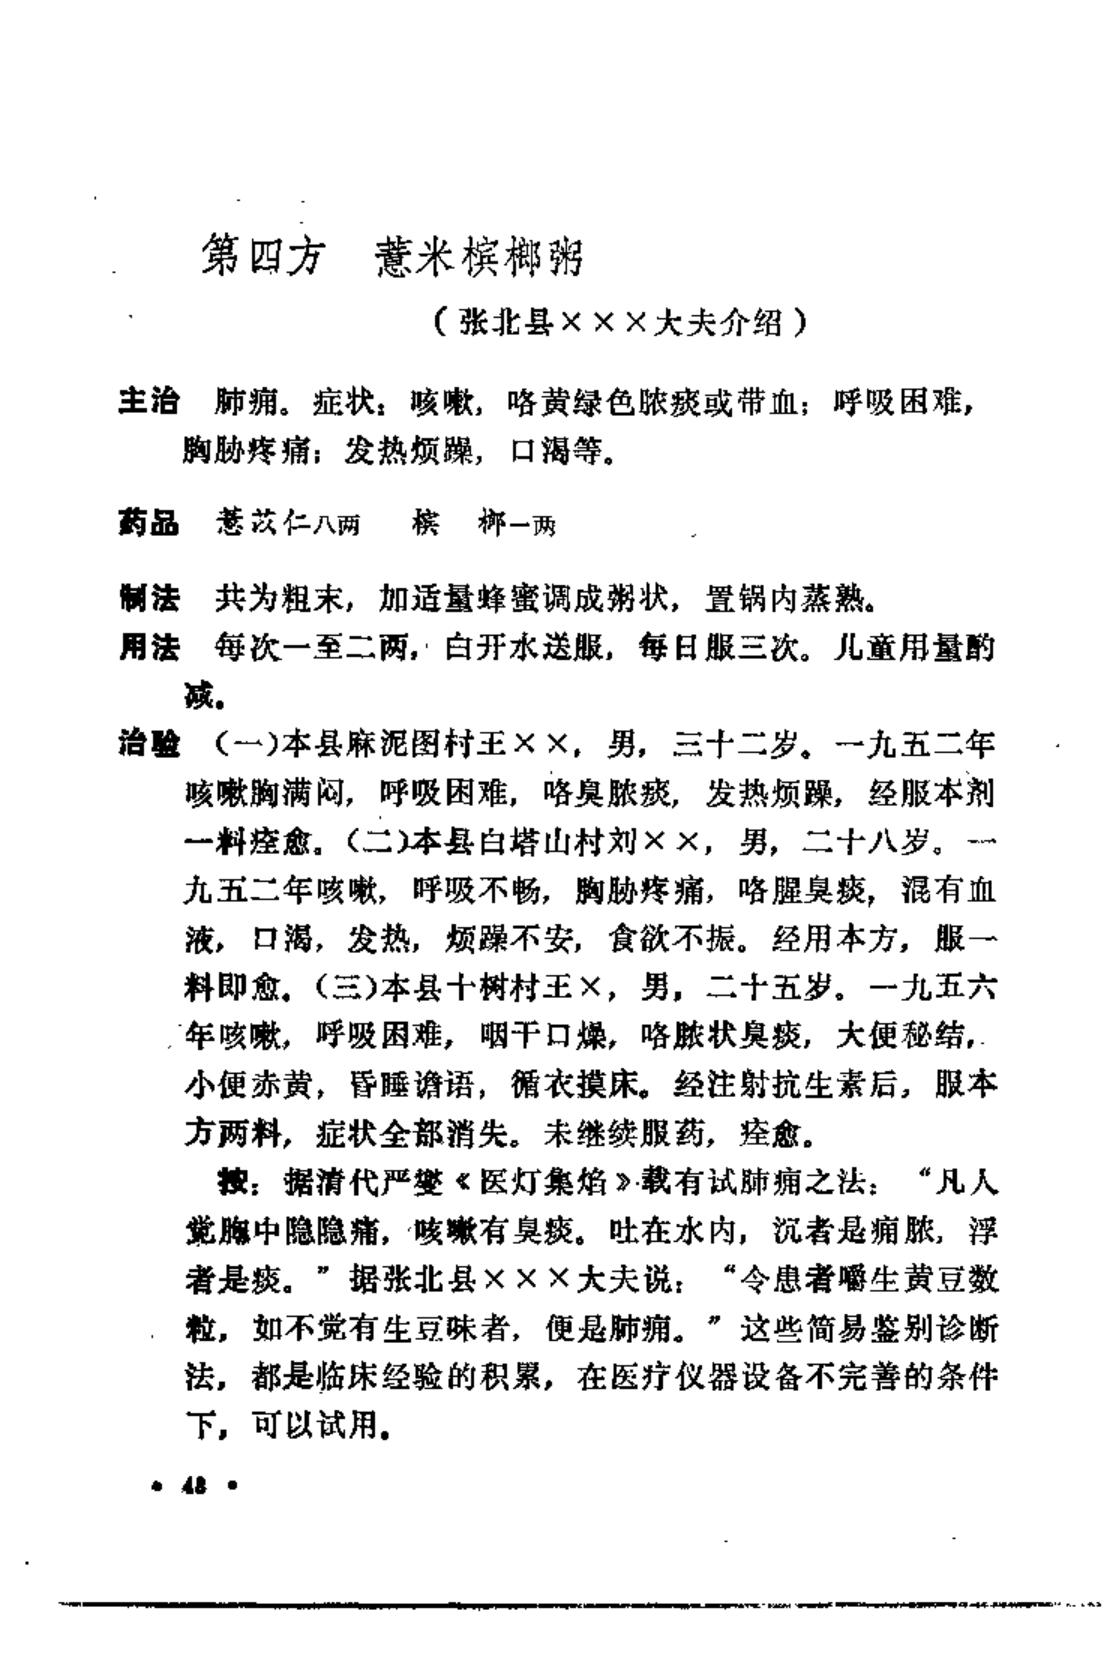 第四方 薏米槟榔粥
（张北县×××大夫介绍）
主治 肺痈。症状：咳嗽，咯黄绿色脓痰或带血；呼吸困难，
胸胁疼痛；发热烦躁，口渴等。
药品 薏苡仁八两 槟榔一两
制法 共为粗末，加适量蜂蜜调成粥状，置锅内蒸熟。
用法 每次一至二两，白开水送服，每日服三次。儿童用量酌
减。
治验 （一）本县麻泥图村王××，男，三十二岁。一九五二年
咳嗽胸满闷，呼吸困难，咯臭脓痰，发热烦躁，经服本剂
一料痊愈。（二）本县白塔山村刘××，男，二十八岁。一
九五二年咳嗽，呼吸不畅，胸胁疼痛，咯腥臭痰，混有血
液，口渴，发热，烦躁不安，食欲不振。经用本方，服一
料即愈。（三）本县十树村王×，男，二十五岁。一九五六
年咳嗽，呼吸困难，咽干口燥，咯脓状臭痰，大便秘结，
小便赤黄，昏睡谵语，循衣摸床。经注射抗生素后，服本
方两料，症状全部消失。未继续服药，痊愈。
按：据清代严燮《医灯集焰》载有试肺痈之法：“凡人
觉胸中隐隐痛，咳嗽有臭痰。吐在水内，沉者是痈脓，浮
者是痰。”据张北县×××大夫说：“令患者嚼生黄豆数
粒，如不觉有生豆味者，便是肺痈。”这些简易鉴别诊断
法，都是临床经验的积累，在医疗仪器设备不完善的条件
下，可以试用。
• 48 •